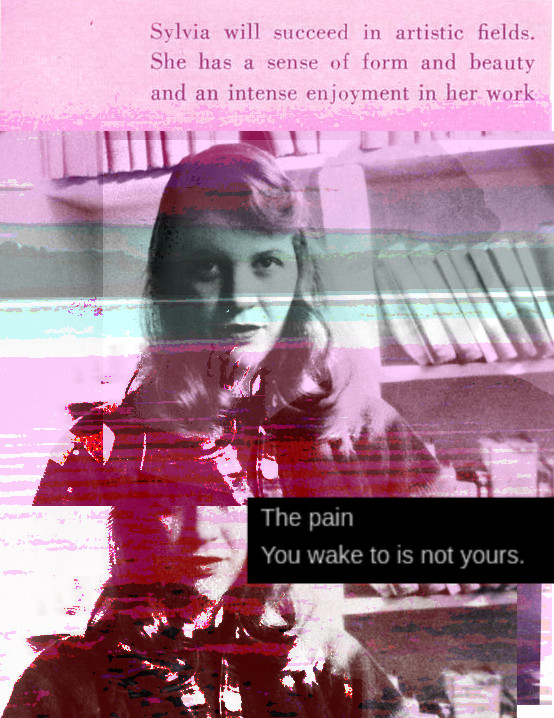 Sylvia will succeed in artistic fields.
She has a sense of form and beauty
and an intense enjoyment in her work
The pain
You wake to is not yours.